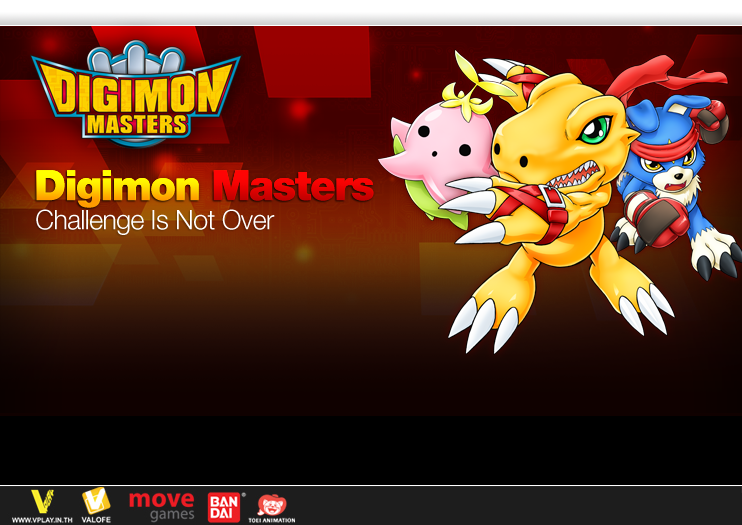 DIGIMON
MASTERS
Digimon Masters
Challenge Is Not Over
WWW.VPLAY.IN.TH
VALOFE
move
games
BAN
DAI
®
TOEI ANIMATION